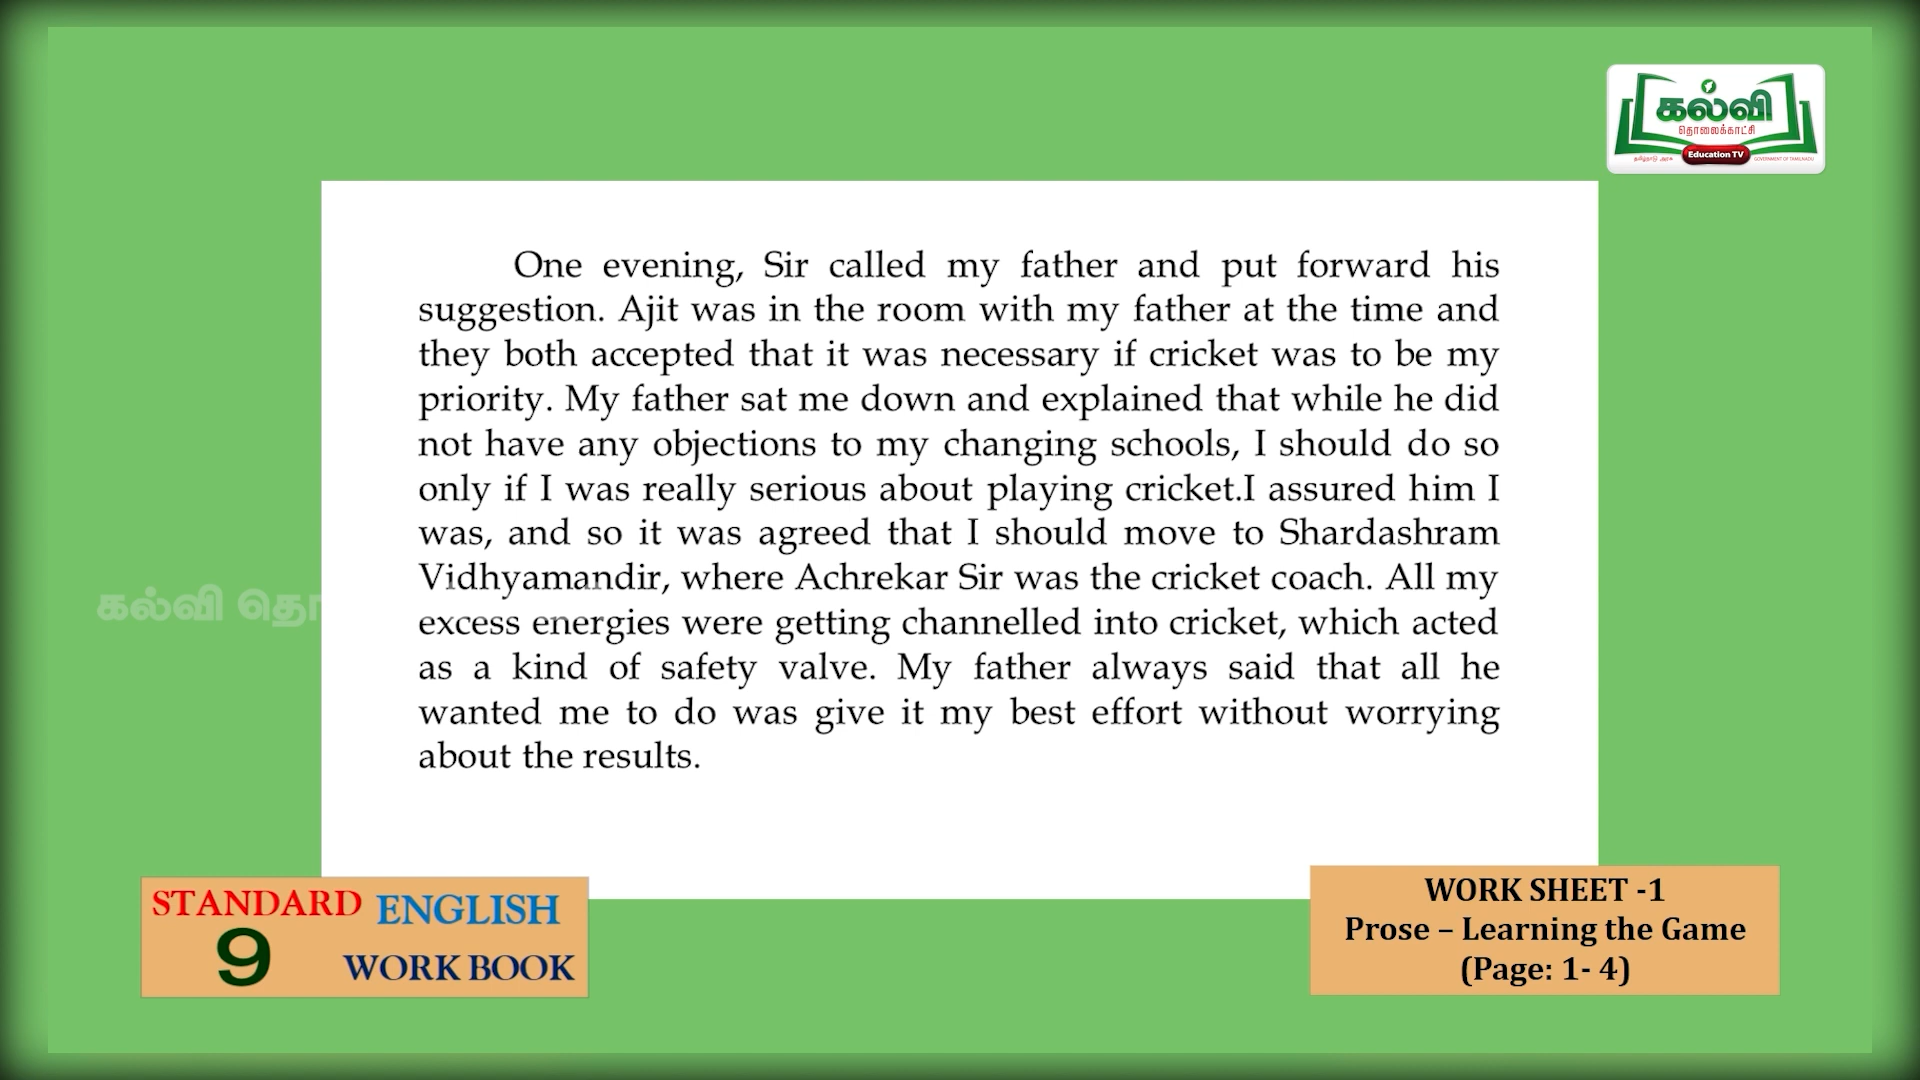 கல்வி
தொலைக்காட்சி
தமிழ்நாடு அரசு
Education TV
GOVERNMENT OF TAMILNADU
One evening, Sir called my father and put forward his
suggestion. Ajit was in the room with my father at the time and
they both accepted that it was necessary if cricket was to be my
priority. My father sat me down and explained that while he did
not have any objections to my changing schools, I should do so
only if I was really serious about playing cricket.I assured him I
was, and so it was agreed that I should move to Shardashram
Vidhyamandir, where Achrekar Sir was the cricket coach. All my
excess energies were getting channelled into cricket, which acted
as a kind of safety valve. My father always said that all he
wanted me to do was give it my best effort without worrying
about the results.
கல்வி தொ
STANDARD
9
ENGLISH
WORK BOOK
WORK SHEET -1
Prose – Learning the Game
(Page: 1- 4)